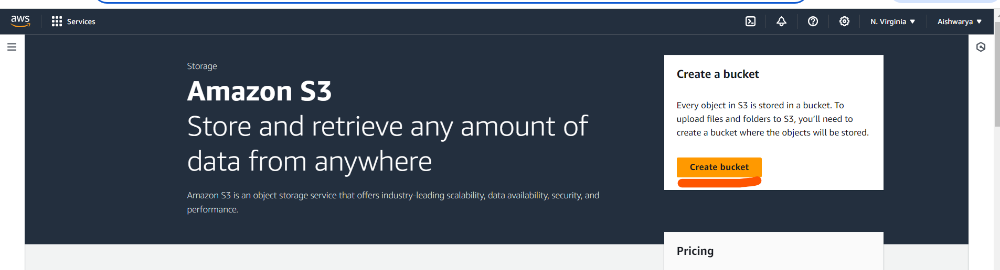 aws
Services
N. Virginia
Aishwarya
Storage
Amazon S3
Store and retrieve any amount of
data from anywhere
Amazon S3 is an object storage service that offers industry-leading scalability, data availability, security, and
performance.
Create a bucket
Every object in S3 is stored in a bucket. To
upload files and folders to S3, you’ll need to
create a bucket where the objects will be stored.
Create bucket
Pricing